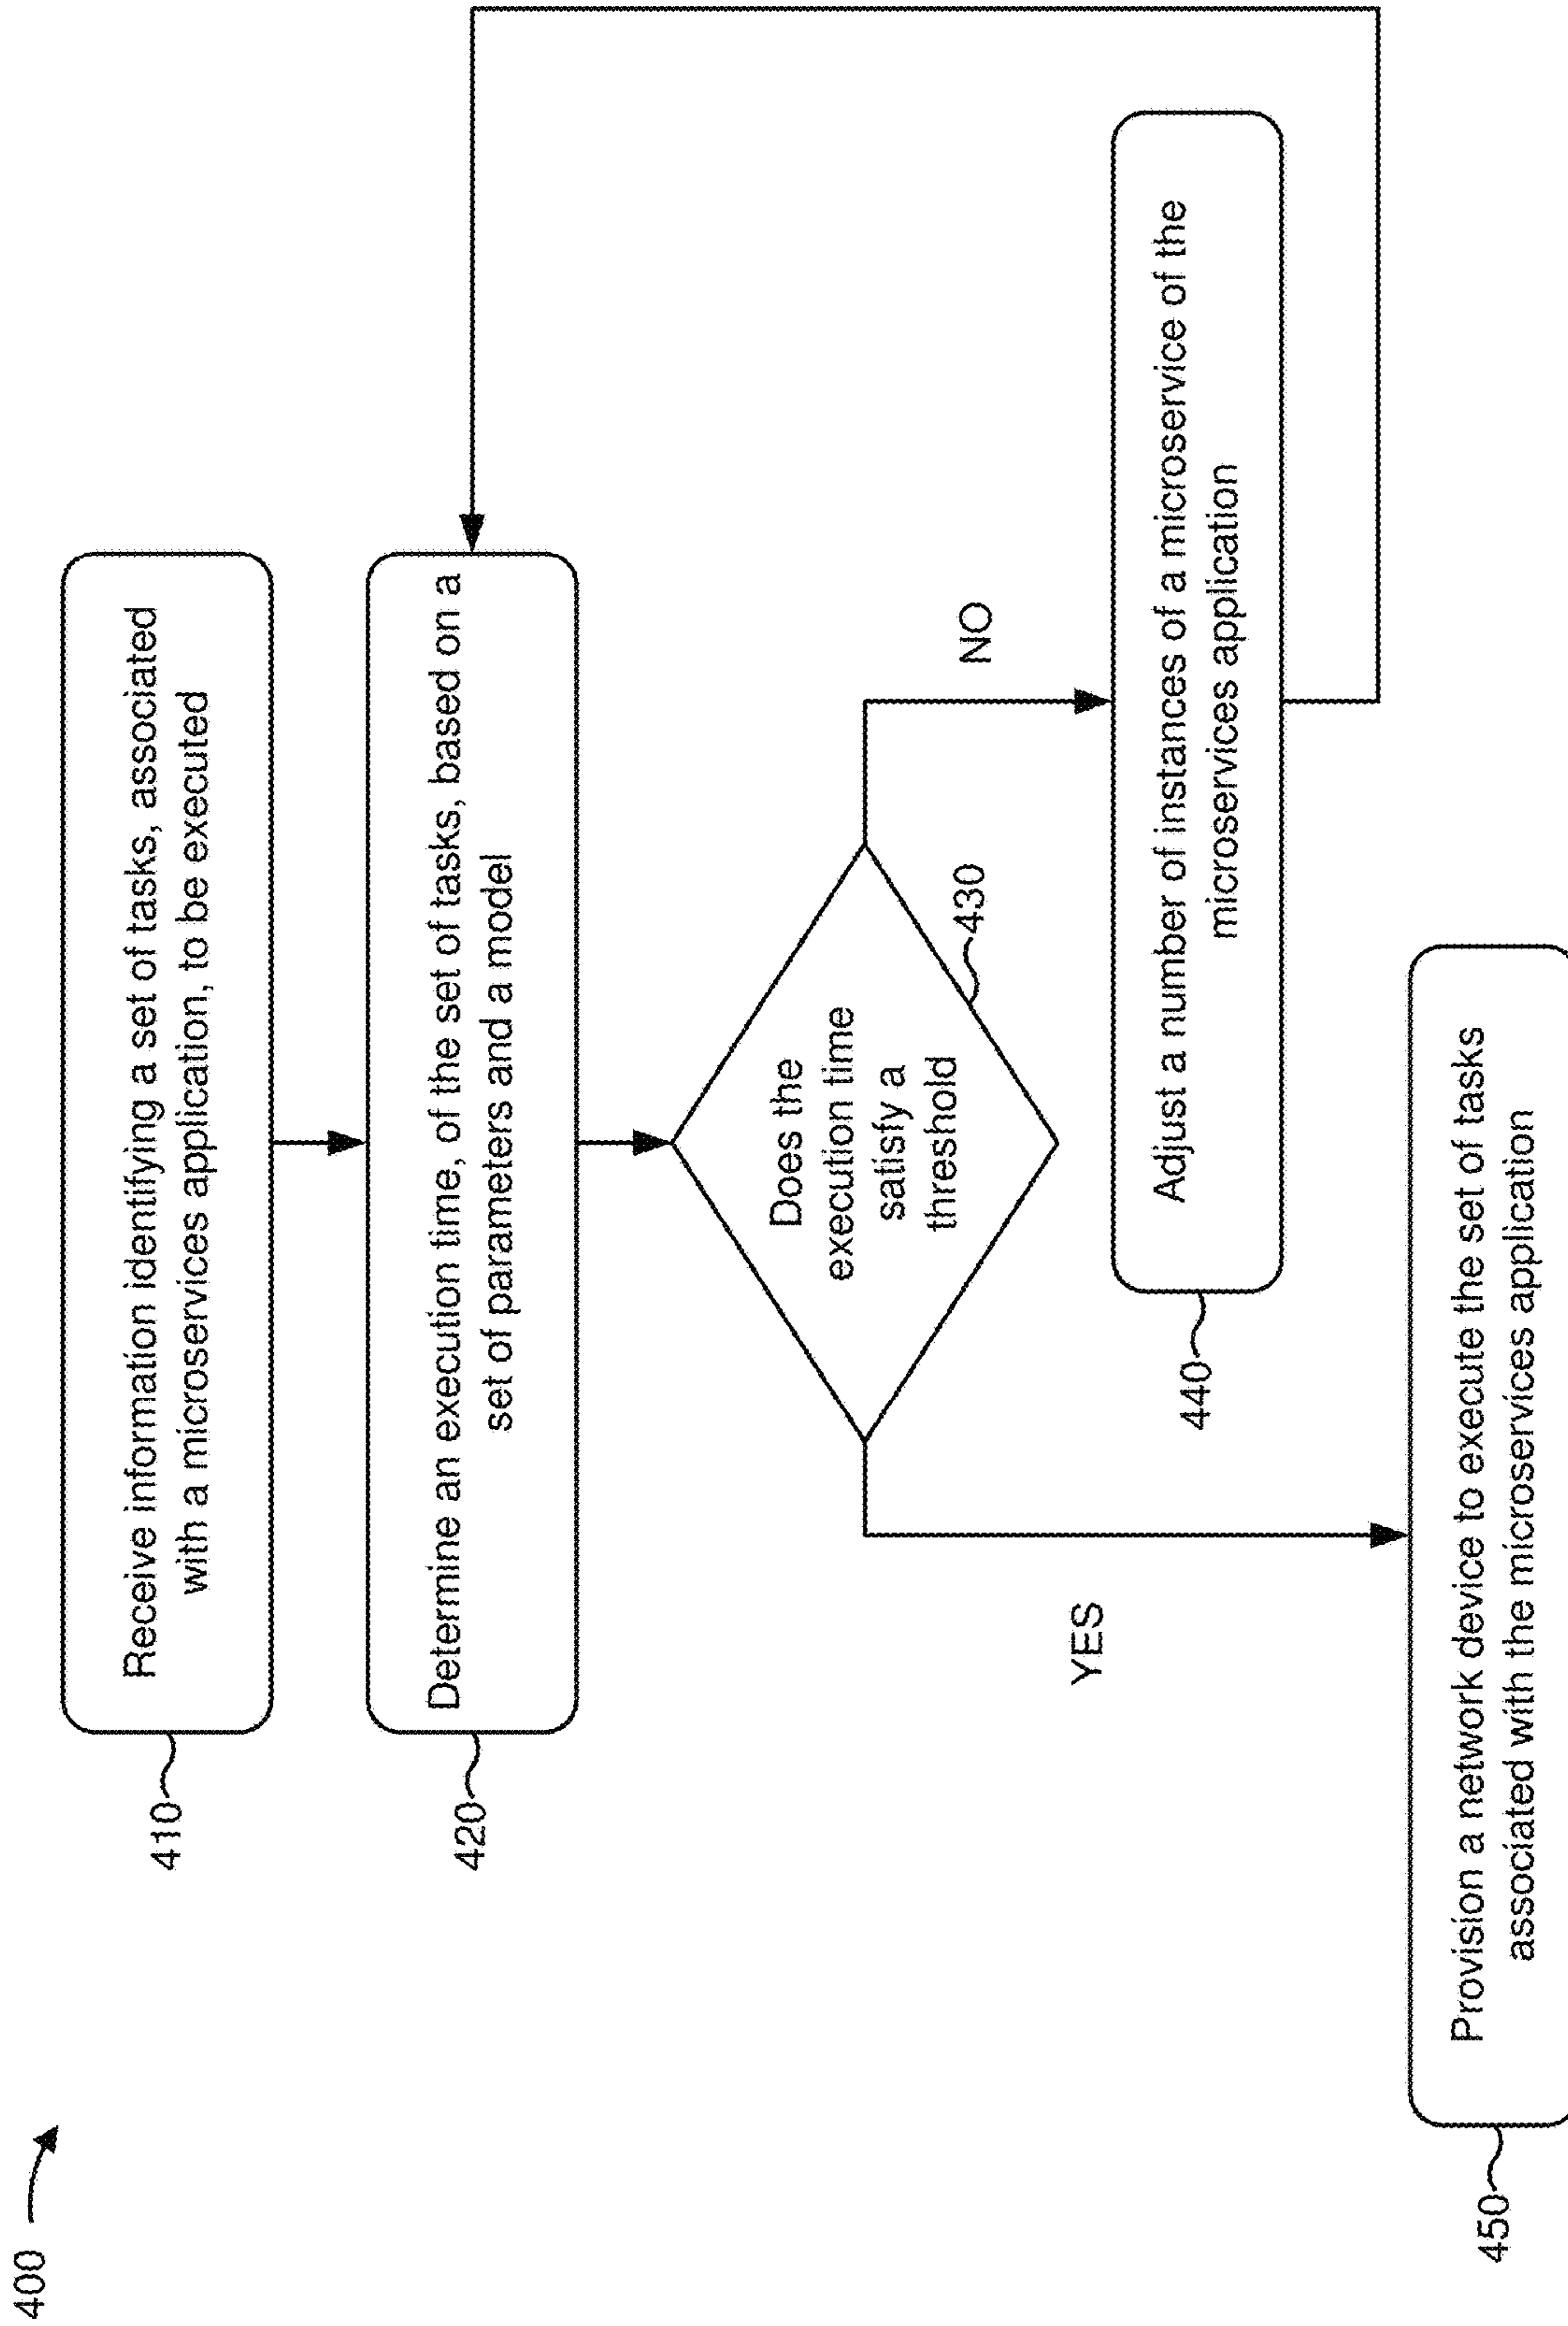 400
410
Receive information identifying a set of tasks, associated
with a microservices application, to be executed
420
Determine an execution time, of the set of tasks, based on a
set of parameters and a model
Does the
execution time
satisfy a
threshold
430
YES
NO
440
Adjust a number of instances of a microservice of the
microservices application
450
Provision a network device to execute the set of tasks
associated with the microservices application